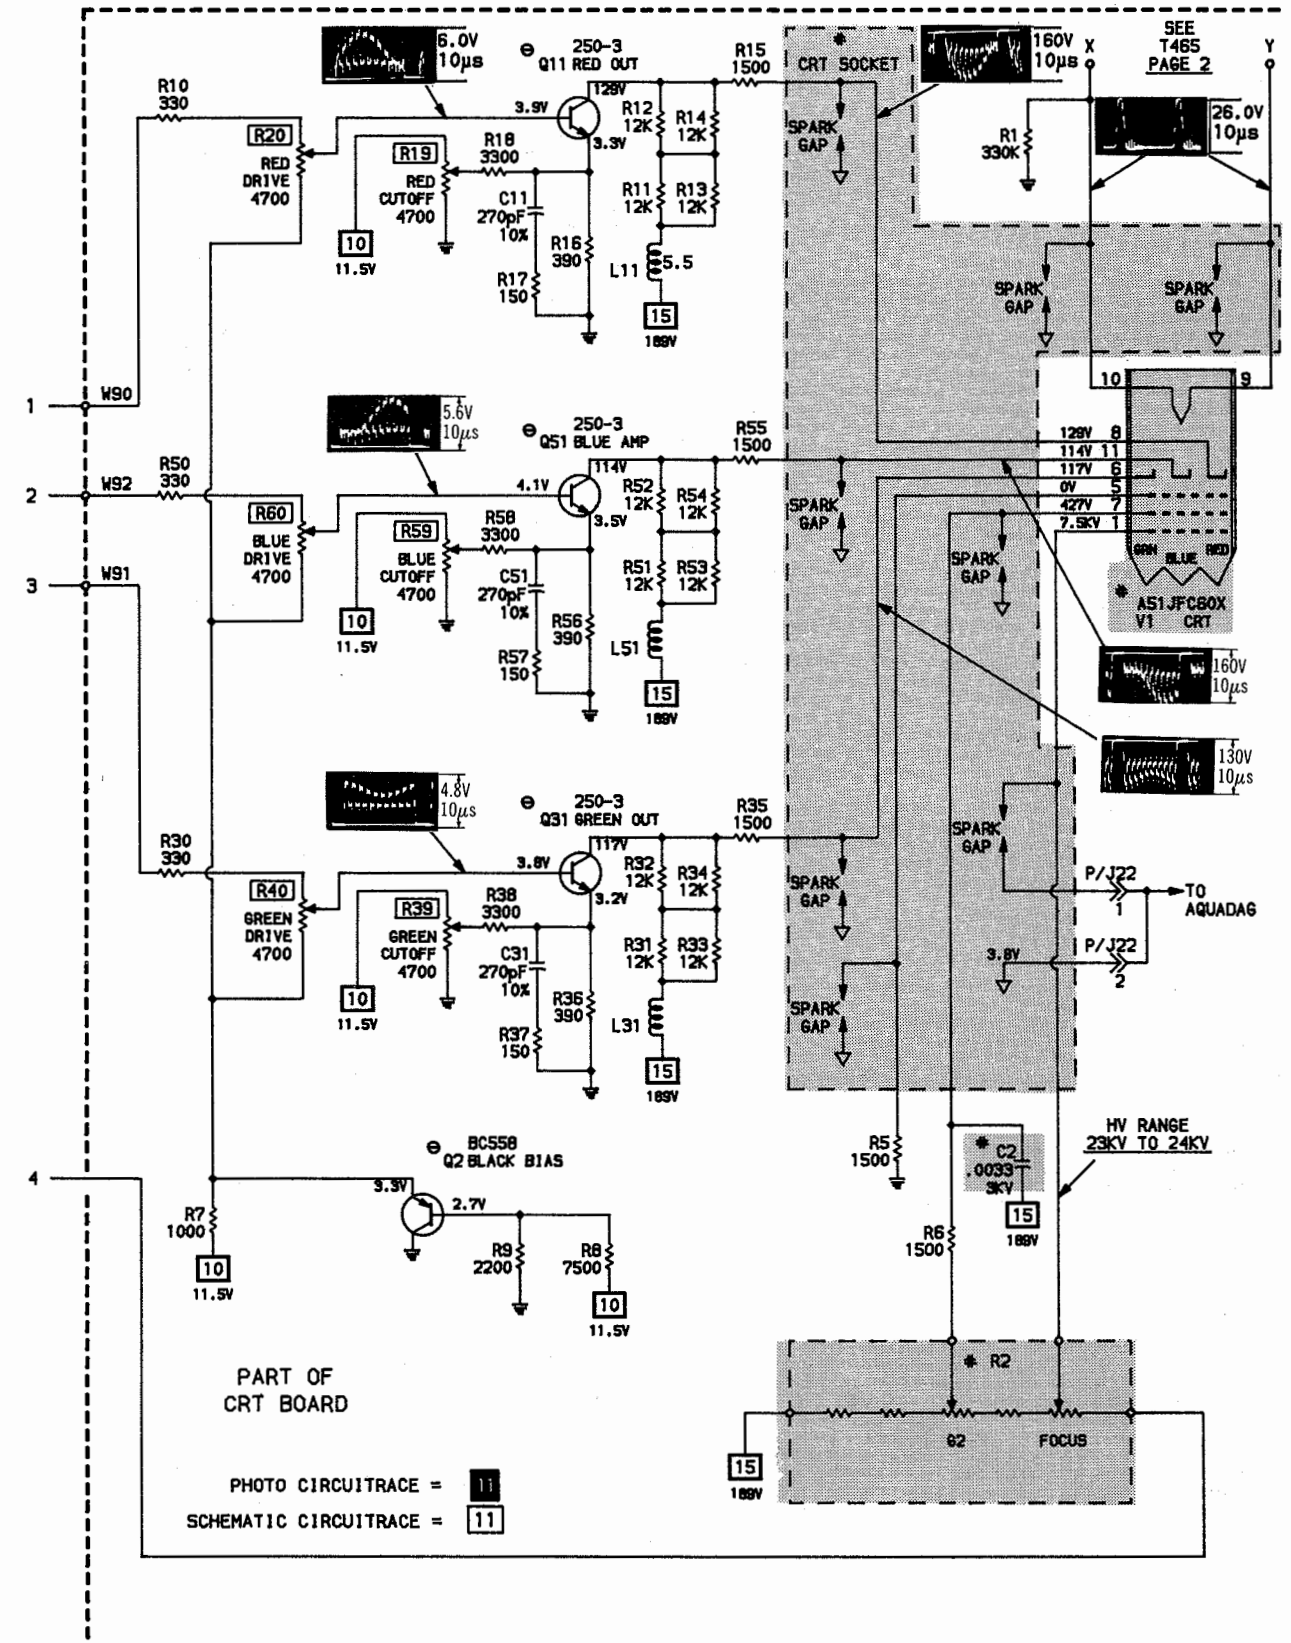 6.0V
10µs
⊖ 250-3
Q11 RED OUT
R15
1500
*
CRT SOCKET
160V
10µs
X
SEE
T465
PAGE 2
Y
R10
330
129V
3.9V
3.3V
R12
12K
R14
12K
SPARK
GAP
R1
330K
26.0V
10µs
R20
RED
DRIVE
4700
R19
RED
CUTOFF
4700
R18
3300
C11
270pF
10%
R11
12K
R13
12K
10
11.5V
R16
390
R17
150
L11
5.5
15
189V
SPARK
GAP
SPARK
GAP
1
W90
5.6V
10µs
⊖ 250-3
Q51 BLUE AMP
R55
1500
10
9
129V 8
114V 11
117V 6
0V 5
427V 7
7.5KV 1
GRN
BLUE
RED
2
W92
R50
330
114V
4.1V
3.5V
R52
12K
R54
12K
SPARK
GAP
SPARK
GAP
R60
BLUE
DRIVE
4700
R59
BLUE
CUTOFF
4700
R58
3300
C51
270pF
10%
R51
12K
R53
12K
3
W91
10
11.5V
R56
390
R57
150
L51
15
189V
* A51JFC60X
V1 CRT
160V
10µs
130V
10µs
4.8V
10µs
⊖ 250-3
Q31 GREEN OUT
R35
1500
R30
330
117V
3.8V
3.2V
R32
12K
R34
12K
SPARK
GAP
SPARK
GAP
R40
GREEN
DRIVE
4700
R39
GREEN
CUTOFF
4700
R38
3300
C31
270pF
10%
R31
12K
R33
12K
P/J22
1
TO
AQUADAG
3.8V
P/J22
2
10
11.5V
R36
390
R37
150
L31
15
189V
SPARK
GAP
4
⊖ BC558
Q2 BLACK BIAS
3.3V
2.7V
R7
1000
10
11.5V
R9
2200
R8
7500
10
11.5V
R5
1500
* C2
.0033
3KV
15
189V
HV RANGE
23KV TO 24KV
R6
1500
* R2
G2
FOCUS
15
189V
PART OF
CRT BOARD
PHOTO CIRCUITRACE = 11
SCHEMATIC CIRCUITRACE = 11